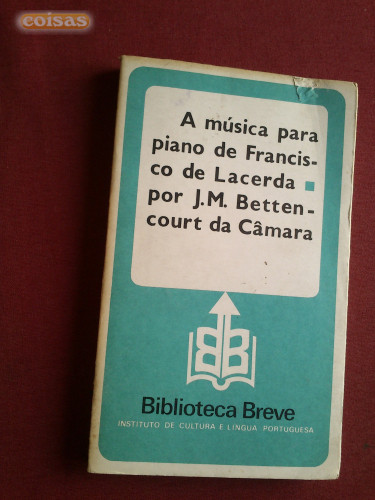 coisas
A música para
piano de Francis-
co de Lacerda ▪
por J.M. Betten-
court da Câmara
BB
Biblioteca Breve
INSTITUTO DE CULTURA E LÍNGUA PORTUGUESA